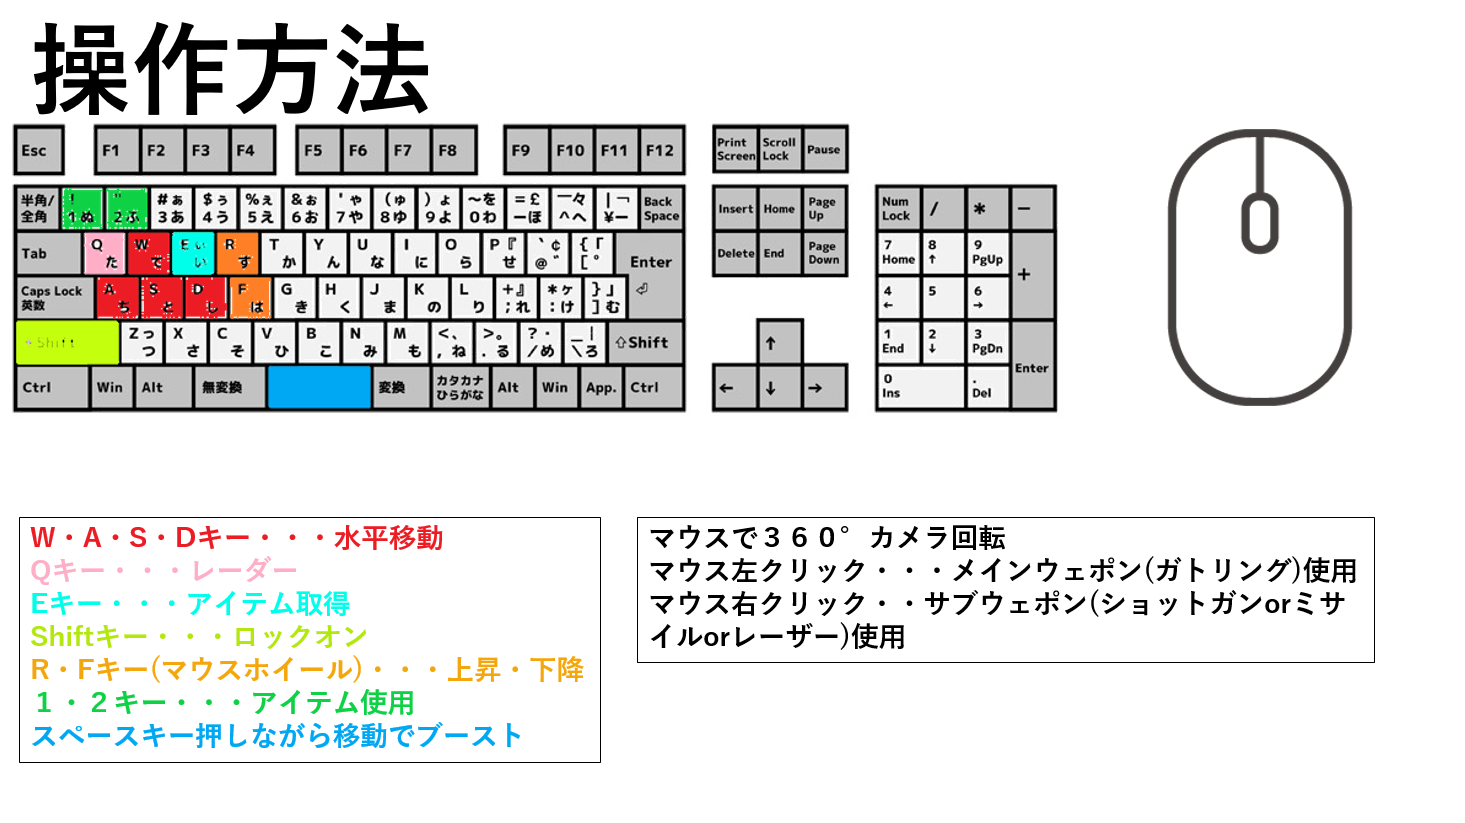 操作方法
Esc F1 F2 F3 F4 F5 F6 F7 F8 F9 F10 F11 F12 Print Screen Scroll Lock Pause
半角/全角 ! 1ぬ " 2ふ #ぁ 3あ $ぅ 4う %ぇ 5え &ぉ 6お 'ゃ 7や (ゅ 8ゆ )ょ 9よ ~を 0わ =£ ーほ ¯々 ^へ |¬ ¥ー Back Space Insert Home Page Up Num Lock / * −
Tab Q た W て E ぃ い R す T か Y ん U な I に O ら P『 せ `¢ @゛ {「 [゜ Enter Delete End Page Down 7 Home 8 ↑ 9 PgUp +
Caps Lock 英数 A ち S と D し F は G き H く J ま K の L り +』 ;れ *ヶ :け }」 ]む 4 ← 5 6 →
Shift Zっ つ X さ C そ V ひ B こ N み M も <、 ,ね >。 .る ?・ /め _| \ろ ⇧Shift ↑ 1 End 2 ↓ 3 PgDn Enter
Ctrl Win Alt 無変換 変換 カタカナ ひらがな Alt Win App. Ctrl ← ↓ → 0 Ins . Del
W・A・S・Dキー・・・水平移動
Qキー・・・レーダー
Eキー・・・アイテム取得
Shiftキー・・・ロックオン
R・Fキー(マウスホイール)・・・上昇・下降
１・２キー・・・アイテム使用
スペースキー押しながら移動でブースト
マウスで３６０°カメラ回転
マウス左クリック・・・メインウェポン(ガトリング)使用
マウス右クリック・・サブウェポン(ショットガンorミサ
イルorレーザー)使用